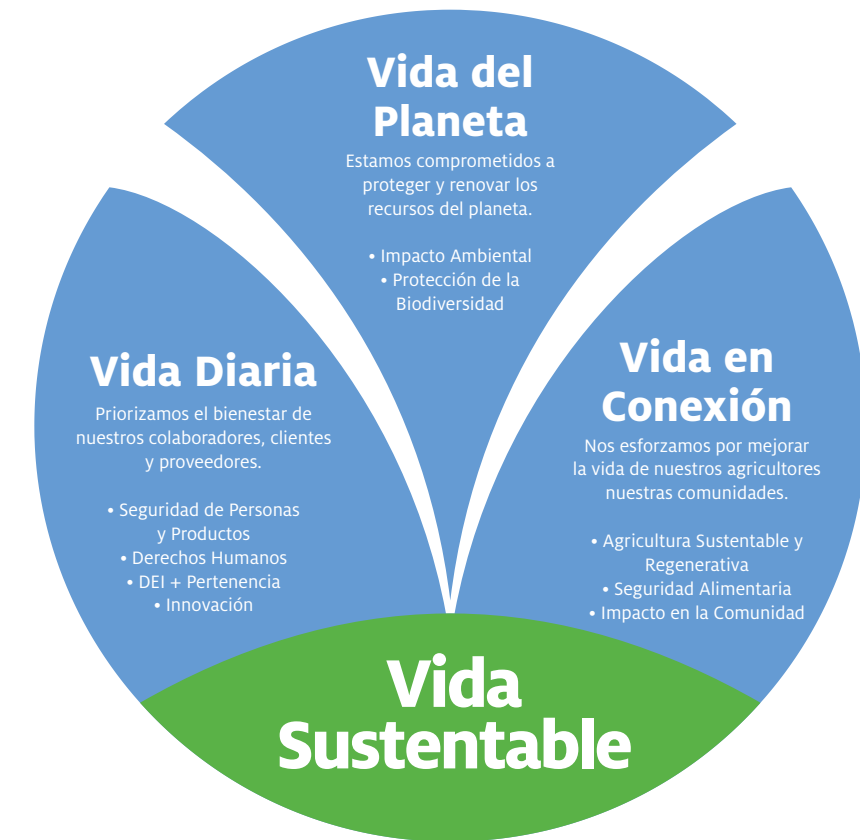 Vida del
Planeta
Estamos comprometidos a
proteger y renovar los
recursos del planeta.
• Impacto Ambiental
• Protección de la
Biodiversidad
Vida Diaria
Priorizamos el bienestar de
nuestros colaboradores, clientes
y proveedores.
• Seguridad de Personas
y Productos
• Derechos Humanos
• DEI + Pertenencia
• Innovación
Vida en
Conexión
Nos esforzamos por mejorar
la vida de nuestros agricultores
nuestras comunidades.
• Agricultura Sustentable y
Regenerativa
• Seguridad Alimentaria
• Impacto en la Comunidad
Vida
Sustentable